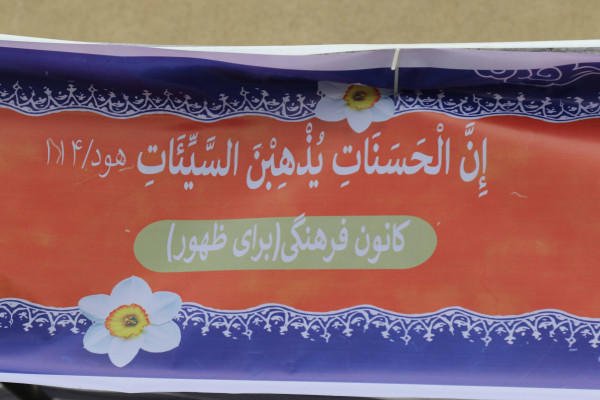 إِنَّ الْحَسَنَاتِ يُذْهِبْنَ السَّيِّئَاتِ هود/۱۱۴
کانون فرهنگی(برای ظهور)